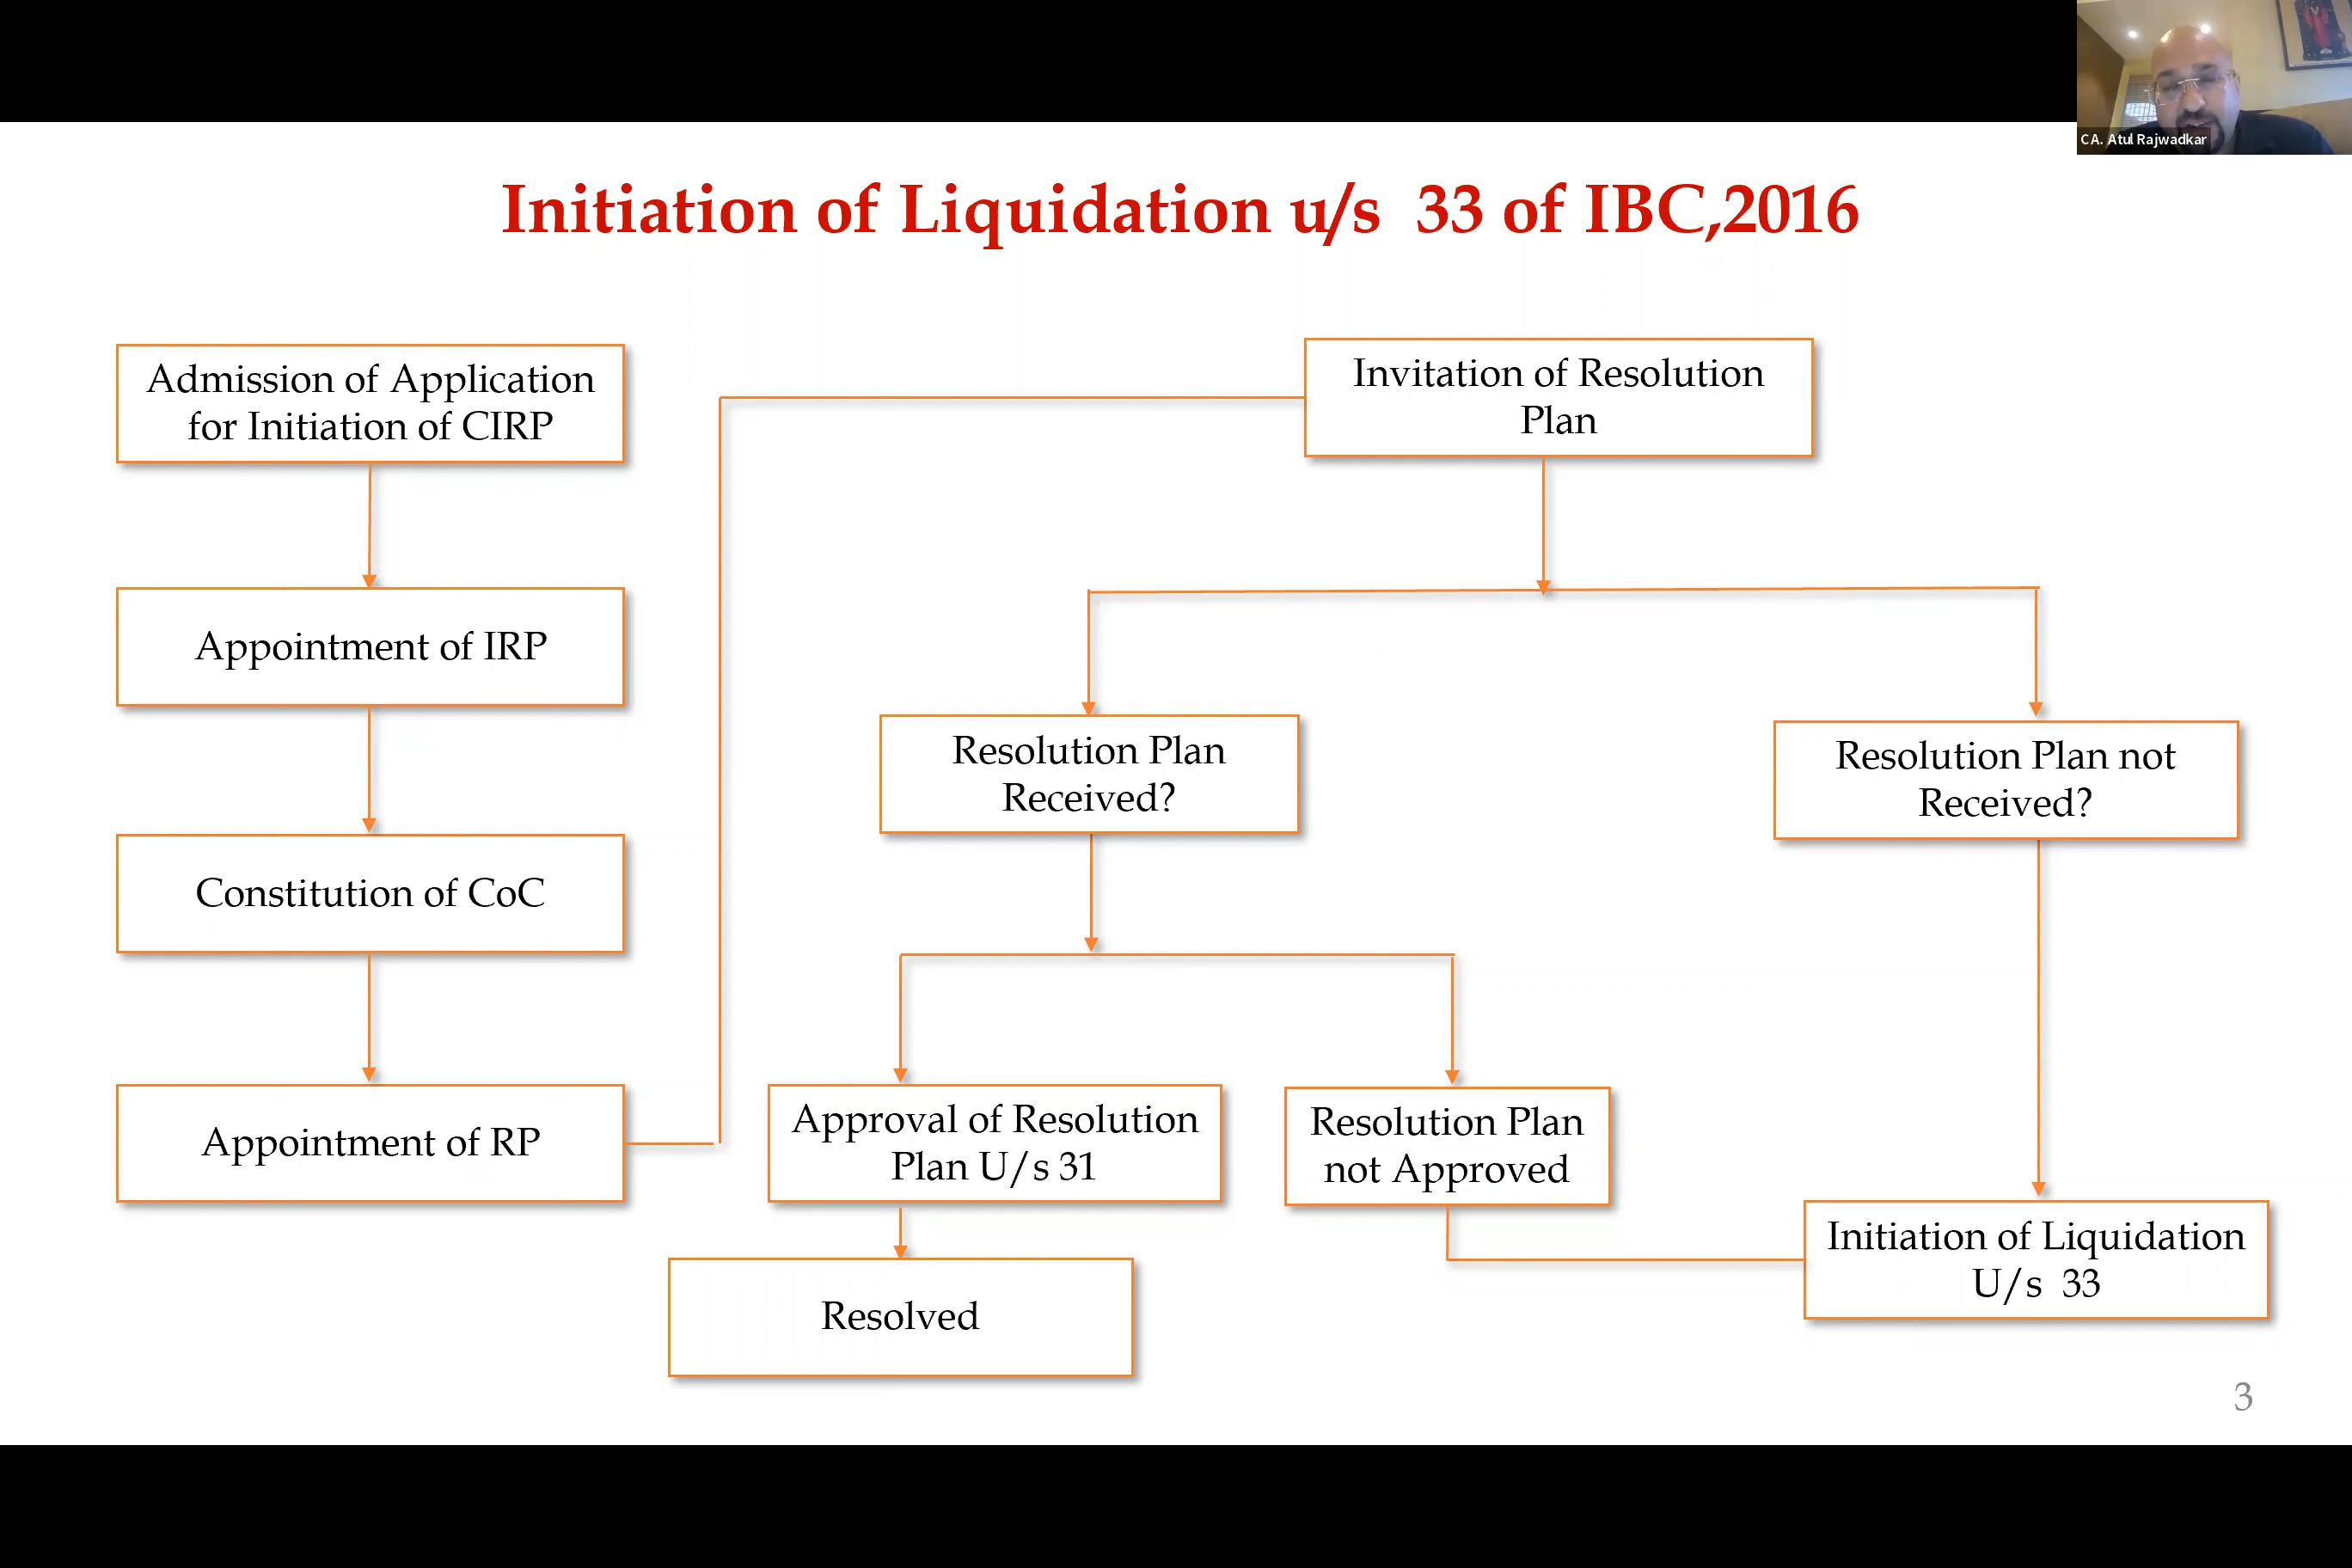 CA. Atul Rajwadkar
Initiation of Liquidation u/s  33 of IBC,2016
Admission of Application
for Initiation of CIRP
Appointment of IRP
Constitution of CoC
Appointment of RP
Invitation of Resolution
Plan
Resolution Plan
Received?
Resolution Plan not
Received?
Approval of Resolution
Plan U/s 31
Resolution Plan
not Approved
Resolved
Initiation of Liquidation
U/s  33
3